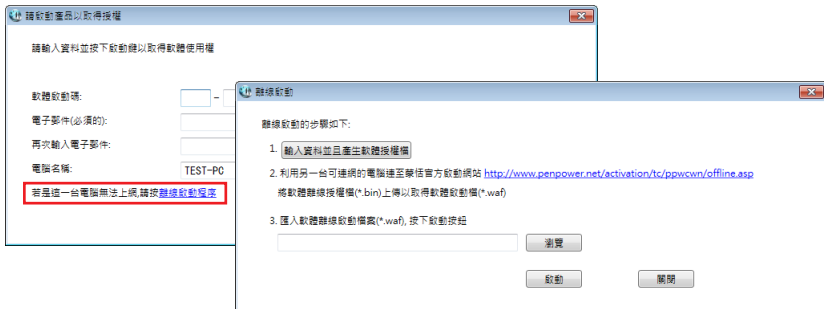 請啟動產品以取得授權
請輸入資料並按下啟動鍵以取得軟體使用權
軟體啟動碼:
–
電子郵件(必須的):
再次輸入電子郵件:
電腦名稱:
TEST-PC
若是這一台電腦無法上網,請按離線啟動程序
離線啟動
離線啟動的步驟如下:
1. 輸入資料並且產生軟體授權檔
2. 利用另一台可連網的電腦連至蒙恬官方啟動網站 http://www.penpower.net/activation/tc/ppwcwn/offline.asp
將軟體離線授權檔(*.bin)上傳以取得軟體啟動檔(*.waf)
3. 匯入軟體離線啟動檔案(*.waf), 按下啟動按鈕
瀏覽
啟動
關閉